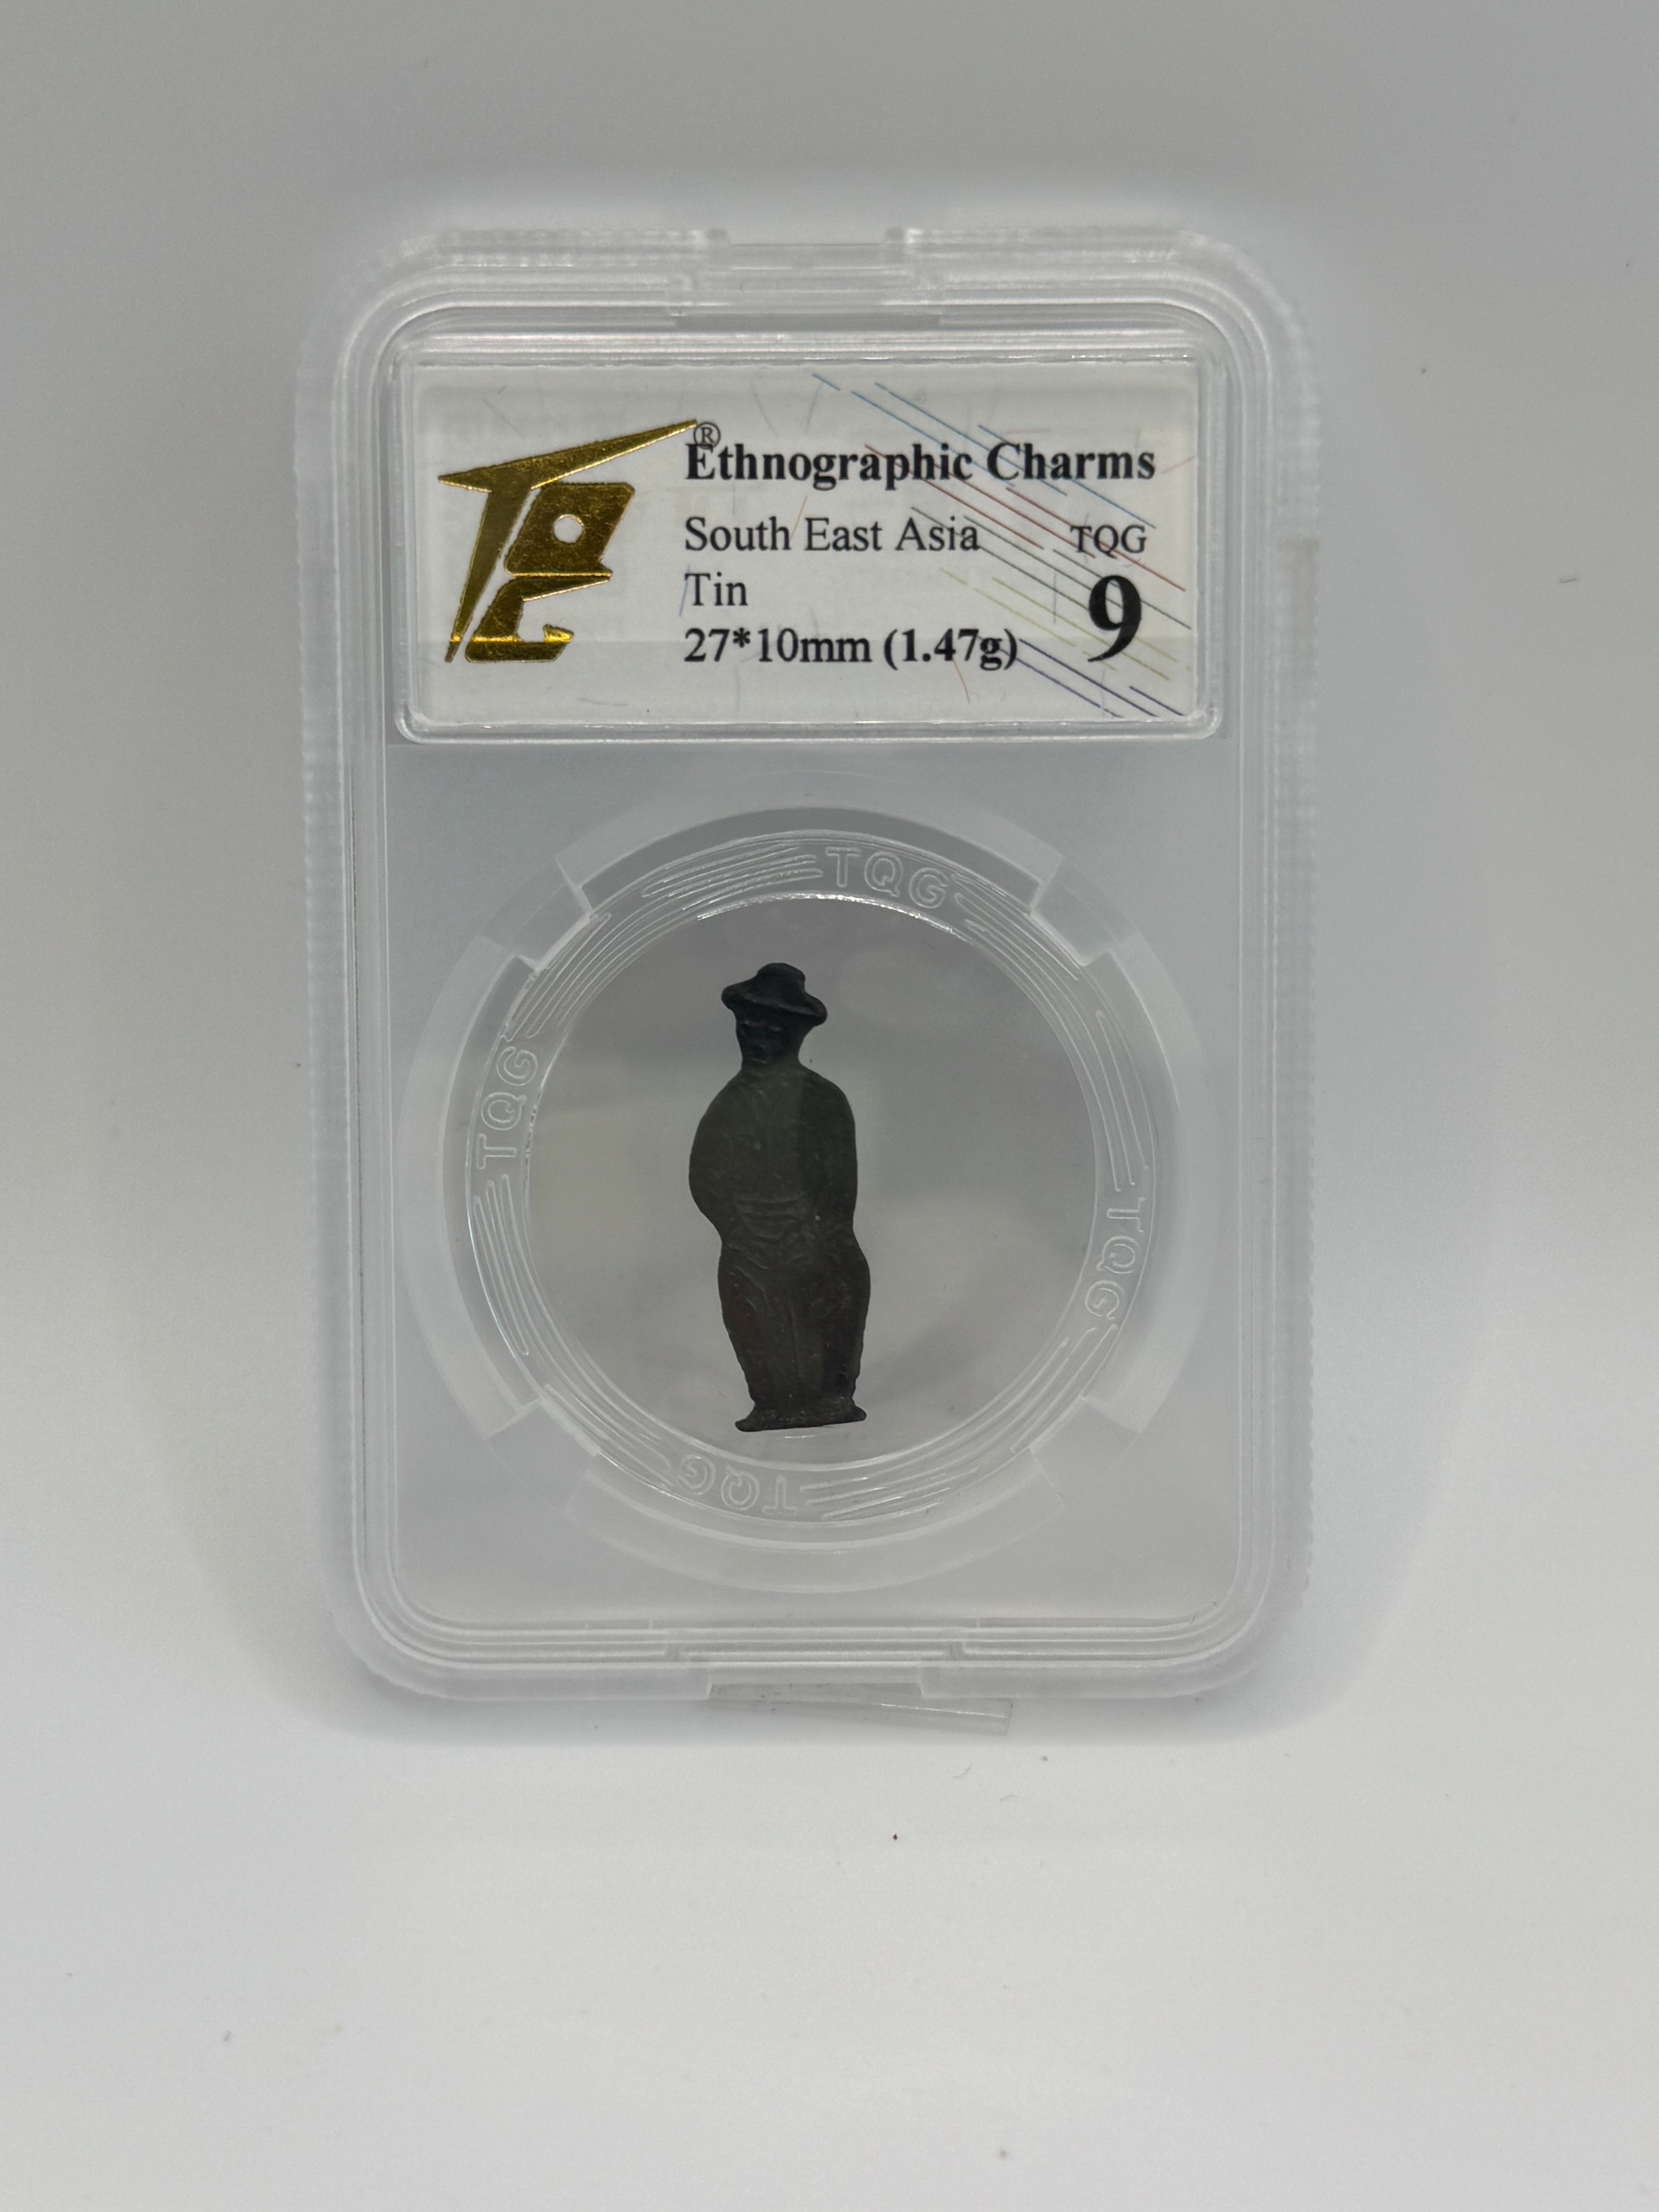 ®
Ethnographic Charms
South East Asia
TQG
Tin
9
27*10mm (1.47g)
TQG
TQG
TQG
TQG